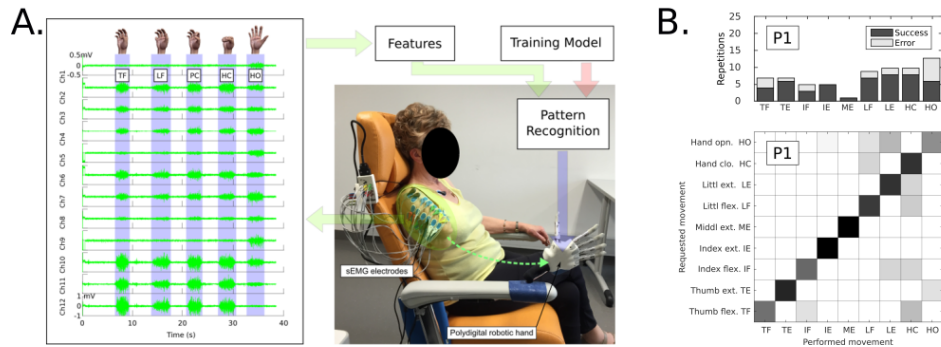 A.
0.5mV
0
-0.5
Ch1
Ch2
Ch3
Ch4
Ch5
Ch6
Ch7
Ch8
Ch9
Ch10
Ch11
Ch12
TF LF PC HC HO
1 mV
0
-1
0 10 20 30 40
Time (s)
Features
Training Model
Pattern
Recognition
sEMG electrodes
Polydigital robotic hand
B.
P1
Success
Error
Repetitions
25
20
15
10
5
0
TF TE IF IE ME LF LE HC HO
P1
Requested movement
Hand opn. HO
Hand clo. HC
Littl ext. LE
Littl flex. LF
Middl ext. ME
Index ext. IE
Index flex. IF
Thumb ext. TE
Thumb flex. TF
TF TE IF IE ME LF LE HC HO
Performed movement